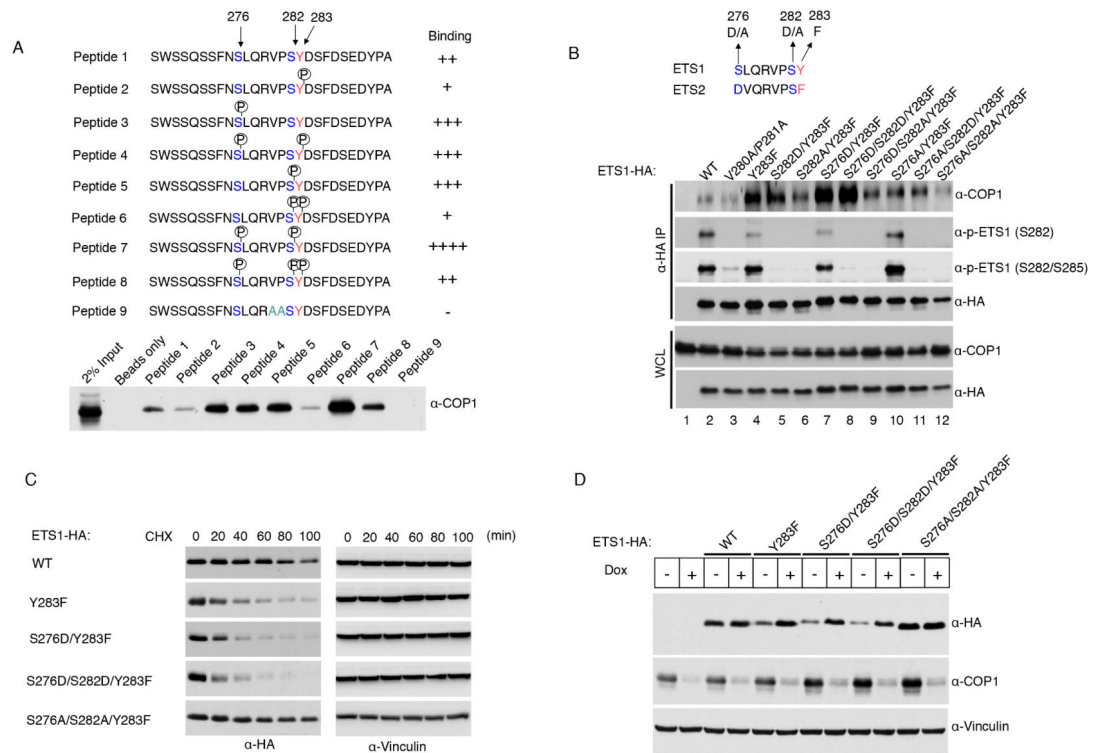 A
276 282 283
Binding
Peptide 1 SWSSQSSFNSLQRVPSYDSFDSEDYPA ++
P
Peptide 2 SWSSQSSFNSLQRVPSYDSFDSEDYPA +
P
Peptide 3 SWSSQSSFNSLQRVPSYDSFDSEDYPA +++
P P
Peptide 4 SWSSQSSFNSLQRVPSYDSFDSEDYPA +++
P
Peptide 5 SWSSQSSFNSLQRVPSYDSFDSEDYPA +++
P P
Peptide 6 SWSSQSSFNSLQRVPSYDSFDSEDYPA +
P P
Peptide 7 SWSSQSSFNSLQRVPSYDSFDSEDYPA ++++
P P P
Peptide 8 SWSSQSSFNSLQRVPSYDSFDSEDYPA ++
Peptide 9 SWSSQSSFNSLQRAASYDSFDSEDYPA -
2% Input Beads only Peptide 1 Peptide 2 Peptide 3 Peptide 4 Peptide 5 Peptide 6 Peptide 7 Peptide 8 Peptide 9
α-COP1
B
276 282 283
D/A D/A F
ETS1 SLQRVPSY
ETS2 DVQRVPSF
ETS1-HA: WT V280A/P281A Y283F S282D/Y283F S282A/Y283F S276D/Y283F S276D/S282D/Y283F S276D/S282A/Y283F S276A/Y283F S276A/S282D/Y283F S276A/S282A/Y283F
α-HA IP
α-COP1
α-p-ETS1 (S282)
α-p-ETS1 (S282/S285)
α-HA
WCL
α-COP1
α-HA
1 2 3 4 5 6 7 8 9 10 11 12
C
ETS1-HA: CHX 0 20 40 60 80 100 0 20 40 60 80 100 (min)
WT
Y283F
S276D/Y283F
S276D/S282D/Y283F
S276A/S282A/Y283F
α-HA α-Vinculin
D
ETS1-HA: WT Y283F S276D/Y283F S276D/S282D/Y283F S276A/S282A/Y283F
Dox - + - + - + - + - + - +
α-HA
α-COP1
α-Vinculin